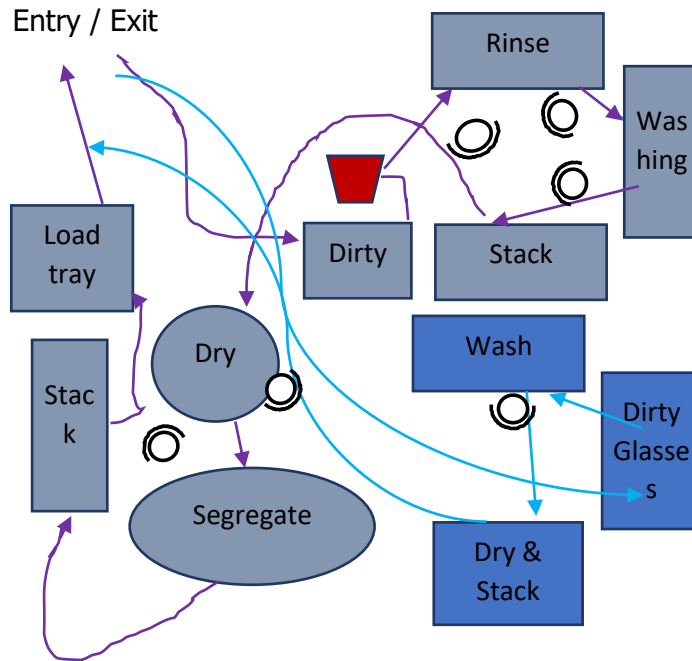 Entry / Exit
Rinse
Was
hing
Load
tray
Dirty
Stack
Dry
Wash
Stac
k
Dirty
Glasse
s
Segregate
Dry &
Stack